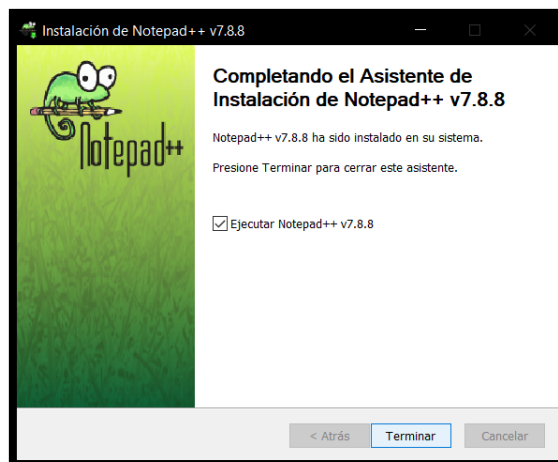 Instalación de Notepad++ v7.8.8
Notepad++
Completando el Asistente de
Instalación de Notepad++ v7.8.8
Notepad++ v7.8.8 ha sido instalado en su sistema.
Presione Terminar para cerrar este asistente.
Ejecutar Notepad++ v7.8.8
< Atrás Terminar Cancelar